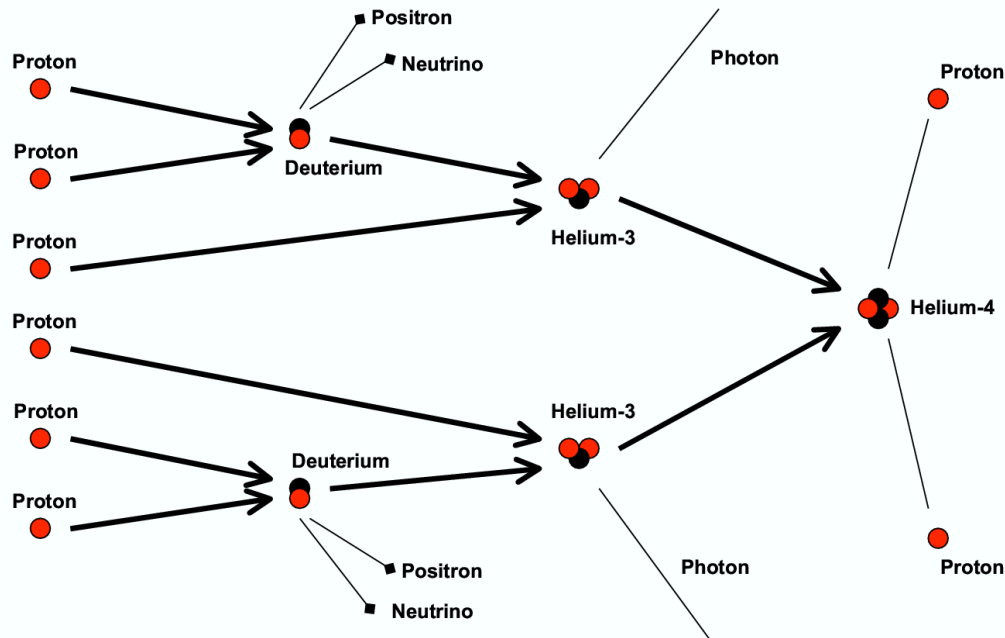 Positron
Neutrino
Photon
Proton
Proton
Proton
Deuterium
Proton
Helium-3
Helium-4
Proton
Helium-3
Proton
Deuterium
Proton
Positron
Neutrino
Photon
Proton